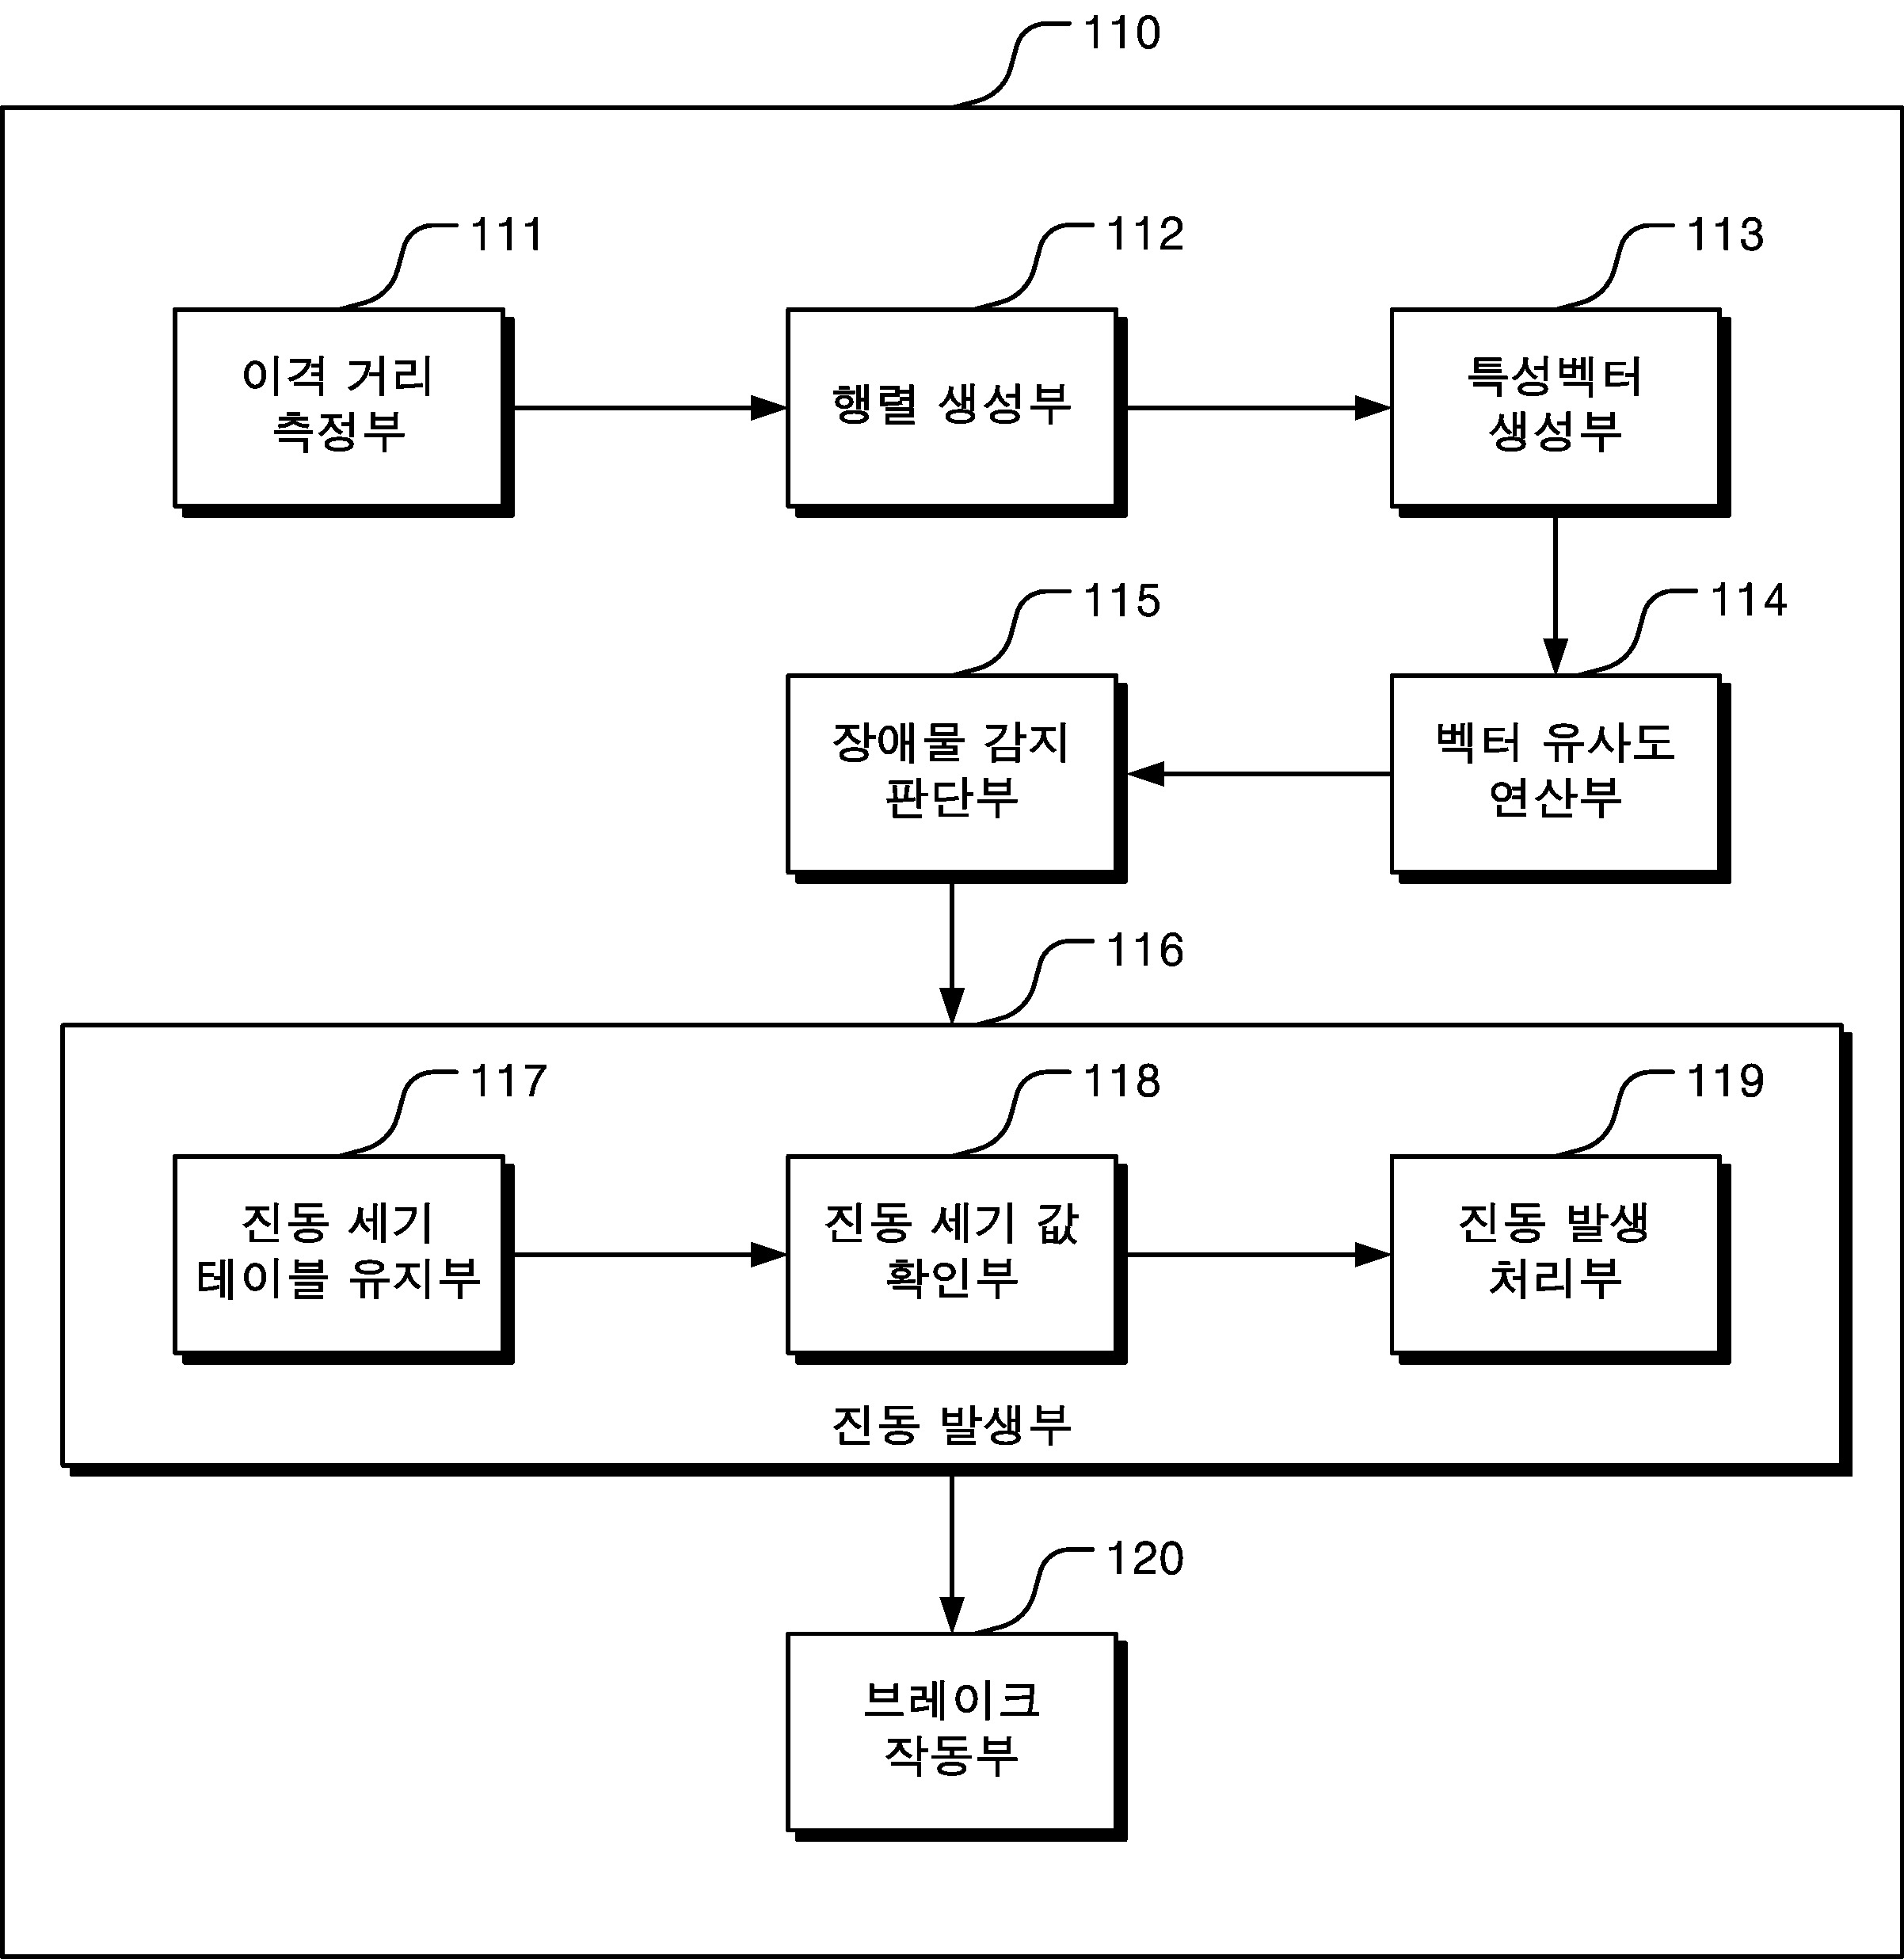 110
111
112
113
이격 거리
측정부
행렬 생성부
특성벡터
생성부
115
114
장애물 감지
판단부
벡터 유사도
연산부
116
117
118
119
진동 세기
테이블 유지부
진동 세기 값
확인부
진동 발생
처리부
진동 발생부
120
브레이크
작동부